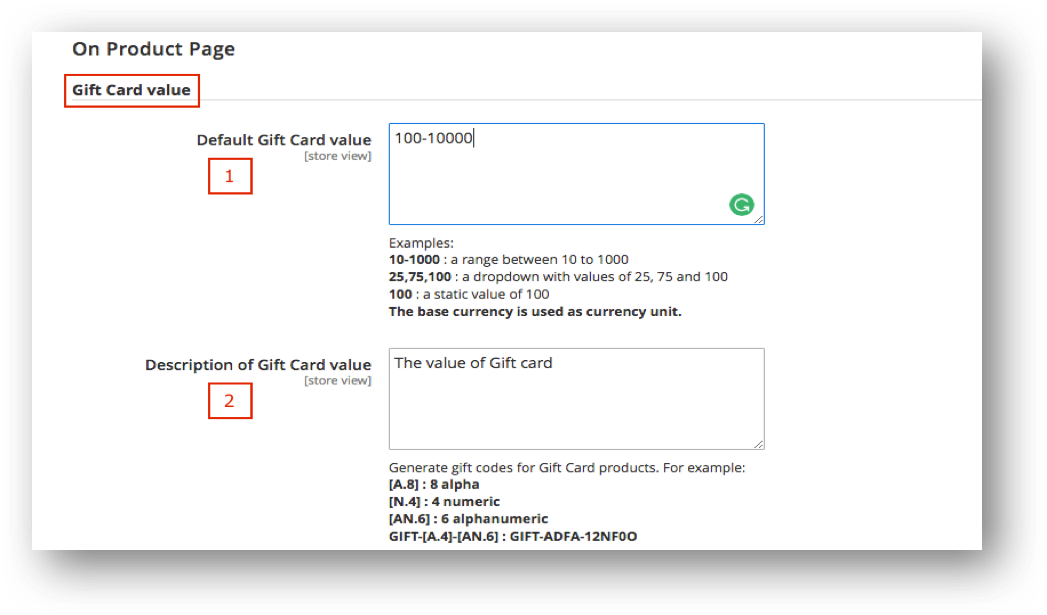 On Product Page
Gift Card value
Default Gift Card value
[store view]
1
100-10000
Examples:
10-1000 : a range between 10 to 1000
25,75,100 : a dropdown with values of 25, 75 and 100
100 : a static value of 100
The base currency is used as currency unit.
Description of Gift Card value
[store view]
2
The value of Gift card
Generate gift codes for Gift Card products. For example:
[A.8] : 8 alpha
[N.4] : 4 numeric
[AN.6] : 6 alphanumeric
GIFT-[A.4]-[AN.6] : GIFT-ADFA-12NF0O